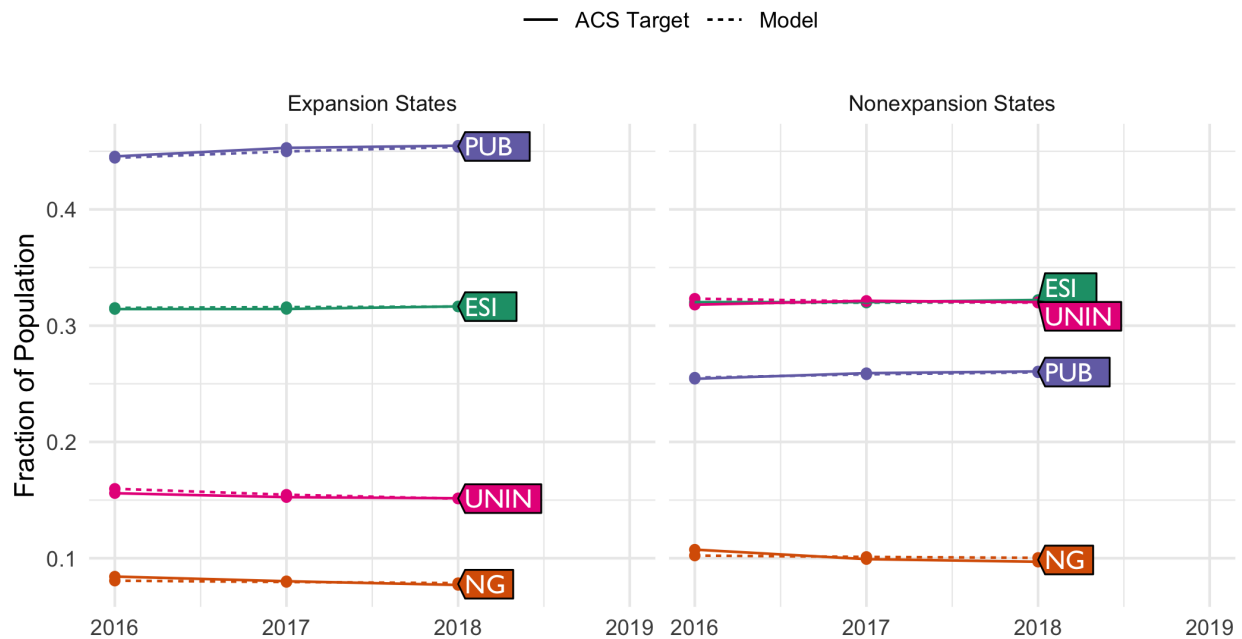 ACS Target Model
Expansion States
Nonexpansion States
Fraction of Population
0.4
0.3
0.2
0.1
PUB
ESI
UNIN
NG
ESI
UNIN
PUB
NG
2016 2017 2018 2019
2016 2017 2018 2019